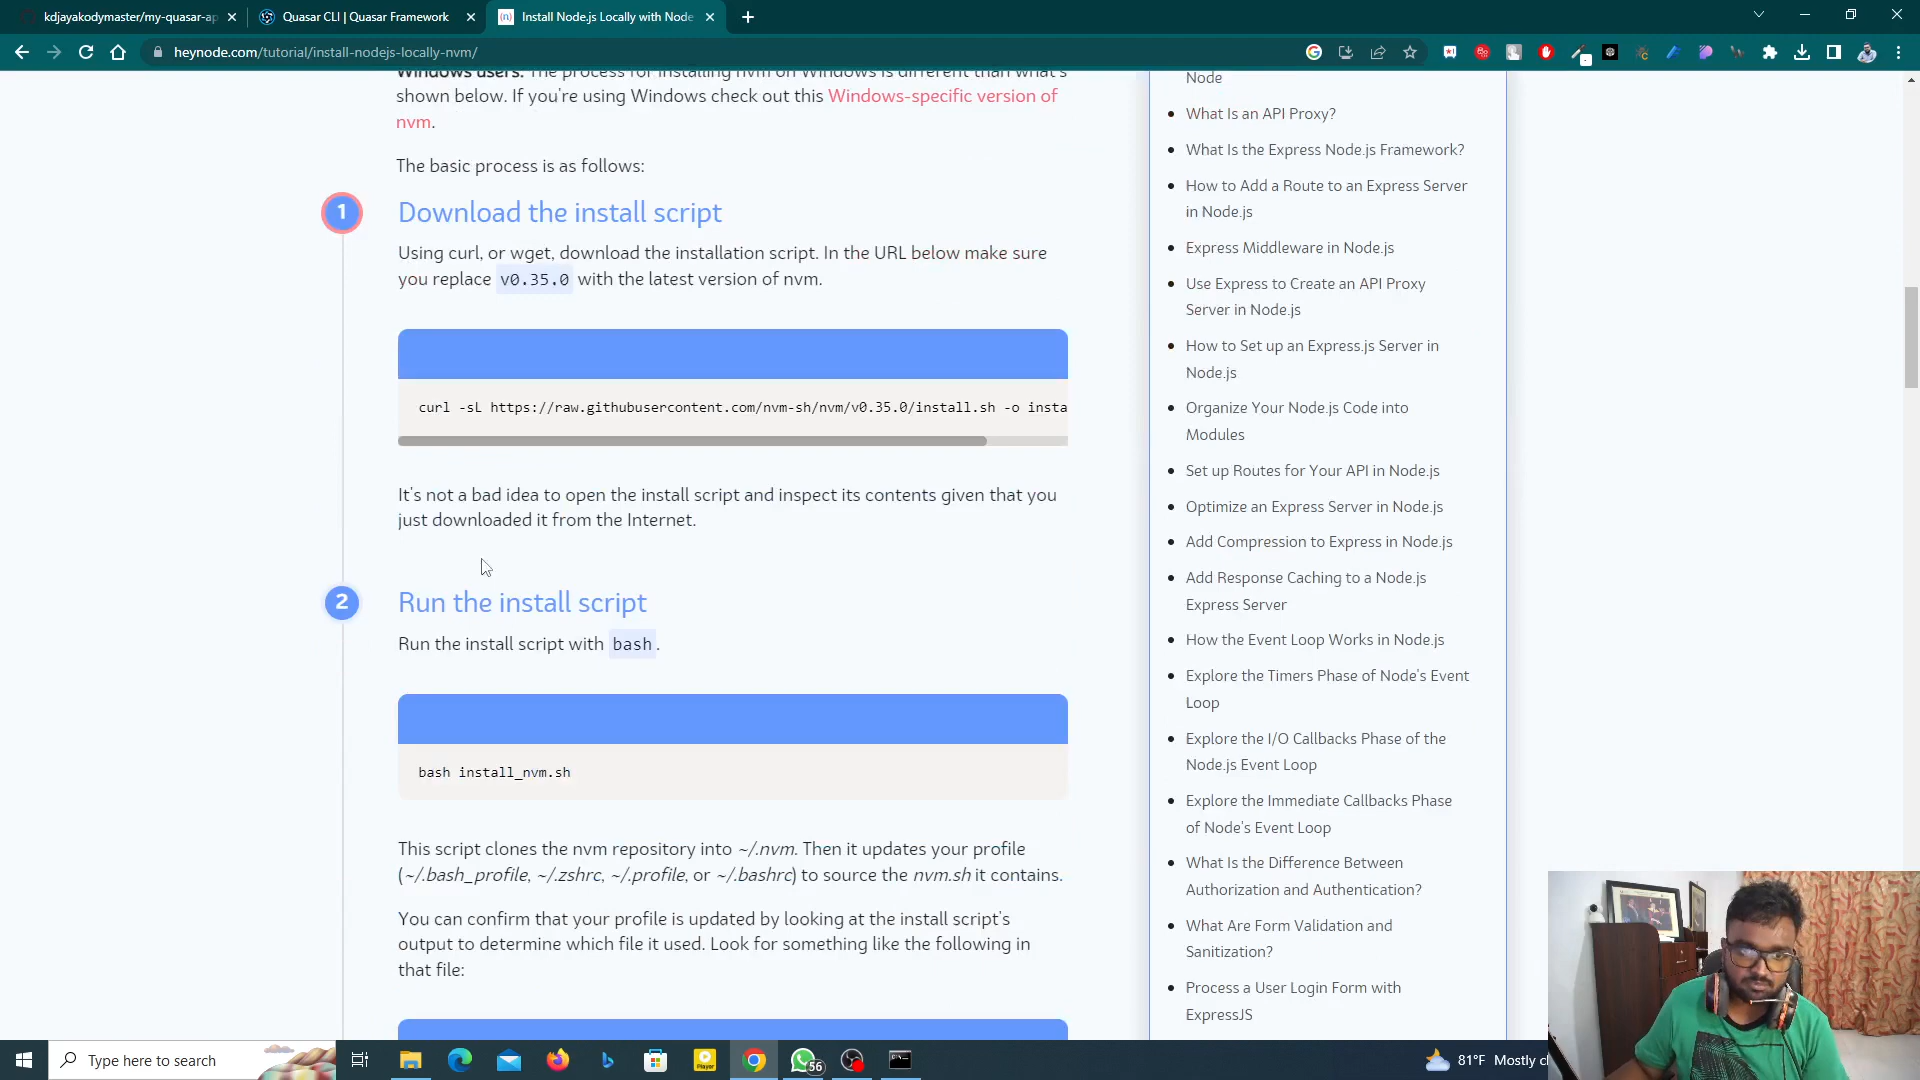 kdjayakodymaster/my-quasar-ap
Quasar CLI | Quasar Framework
Install Node.js Locally with Node
heynode.com/tutorial/install-nodejs-locally-nvm/
Windows users: The process for installing nvm on Windows is different than what's
shown below. If you're using Windows check out this Windows-specific version of
nvm.
The basic process is as follows:
1
Download the install script
Using curl, or wget, download the installation script. In the URL below make sure
you replace v0.35.0 with the latest version of nvm.
curl -sL https://raw.githubusercontent.com/nvm-sh/nvm/v0.35.0/install.sh -o insta
It's not a bad idea to open the install script and inspect its contents given that you
just downloaded it from the Internet.
2
Run the install script
Run the install script with bash.
bash install_nvm.sh
This script clones the nvm repository into ~/.nvm. Then it updates your profile
(~/.bash_profile, ~/.zshrc, ~/.profile, or ~/.bashrc) to source the nvm.sh it contains.
You can confirm that your profile is updated by looking at the install script's
output to determine which file it used. Look for something like the following in
that file:
Node
What Is an API Proxy?
What Is the Express Node.js Framework?
How to Add a Route to an Express Server
in Node.js
Express Middleware in Node.js
Use Express to Create an API Proxy
Server in Node.js
How to Set up an Express.js Server in
Node.js
Organize Your Node.js Code into
Modules
Set up Routes for Your API in Node.js
Optimize an Express Server in Node.js
Add Compression to Express in Node.js
Add Response Caching to a Node.js
Express Server
How the Event Loop Works in Node.js
Explore the Timers Phase of Node's Event
Loop
Explore the I/O Callbacks Phase of the
Node.js Event Loop
Explore the Immediate Callbacks Phase
of Node's Event Loop
What Is the Difference Between
Authorization and Authentication?
What Are Form Validation and
Sanitization?
Process a User Login Form with
ExpressJS
Type here to search
Player
56
81°F Mostly cl